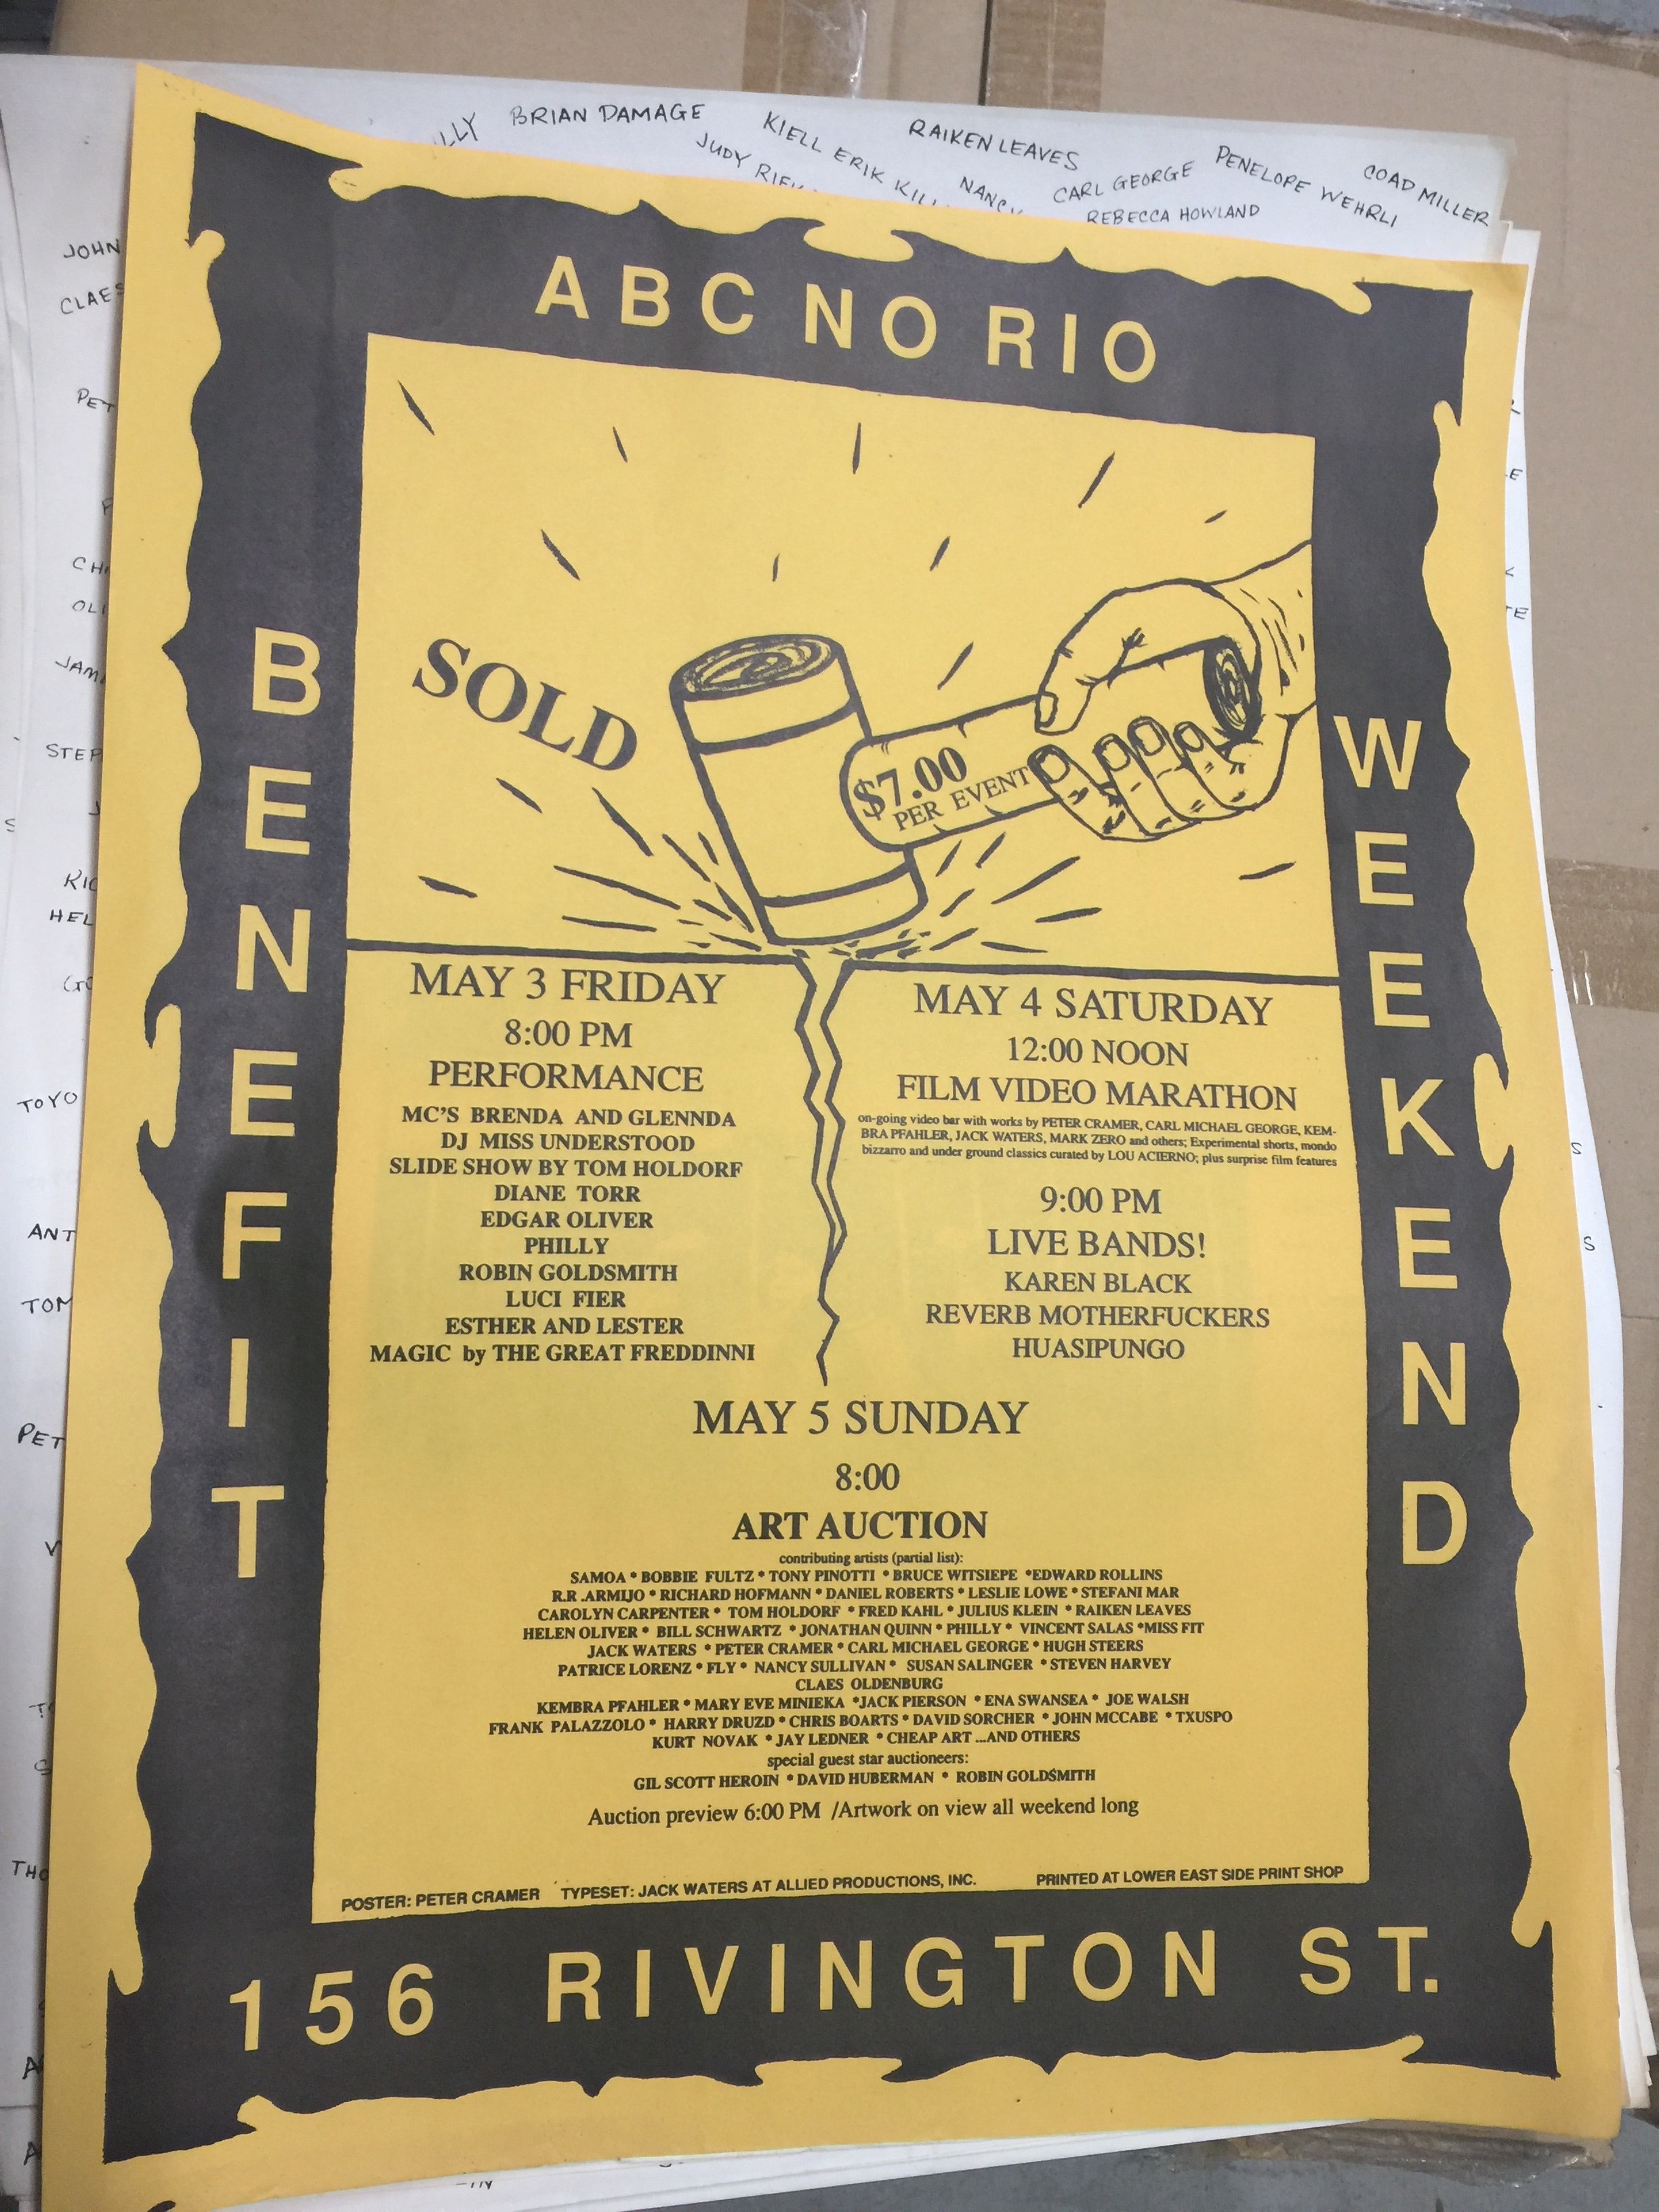 BRIAN DAMAGE
KIELL ERIK
RAIKEN LEAVES
JUDY
NANCY
CARL GEORGE
PENELOPE WEHRLI
COAD MILLER
REBECCA HOWLAND
JOHN
CLAES
TOYO
TOM
ABC NO RIO
BENEFIT
WEEKEND
SOLD
$7.00
PER EVENT
MAY 3 FRIDAY
8:00 PM
PERFORMANCE
MC'S BRENDA AND GLENNDA
DJ MISS UNDERSTOOD
SLIDE SHOW BY TOM HOLDORF
DIANE TORR
EDGAR OLIVER
PHILLY
ROBIN GOLDSMITH
LUCI FIER
ESTHER AND LESTER
MAGIC by THE GREAT FREDDINNI
MAY 4 SATURDAY
12:00 NOON
FILM VIDEO MARATHON
on-going video bar with works by PETER CRAMER, CARL MICHAEL GEORGE, KEM-
BRA PFAHLER, JACK WATERS, MARK ZERO and others; Experimental shorts, mondo
bizzarro and under ground classics curated by LOU ACIERNO; plus surprise film features
9:00 PM
LIVE BANDS!
KAREN BLACK
REVERB MOTHERFUCKERS
HUASIPUNGO
MAY 5 SUNDAY
8:00
ART AUCTION
contributing artists (partial list):
SAMOA * BOBBIE FULTZ * TONY PINOTTI * BRUCE WITSIEPE *EDWARD ROLLINS
R.R .ARMIJO * RICHARD HOFMANN * DANIEL ROBERTS * LESLIE LOWE * STEFANI MAR
CAROLYN CARPENTER * TOM HOLDORF * FRED KAHL * JULIUS KLEIN * RAIKEN LEAVES
HELEN OLIVER * BILL SCHWARTZ * JONATHAN QUINN * PHILLY * VINCENT SALAS *MISS FIT
JACK WATERS * PETER CRAMER * CARL MICHAEL GEORGE * HUGH STEERS
PATRICE LORENZ * FLY * NANCY SULLIVAN * SUSAN SALINGER * STEVEN HARVEY
CLAES OLDENBURG
KEMBRA PFAHLER * MARY EVE MINIEKA *JACK PIERSON * ENA SWANSEA * JOE WALSH
FRANK PALAZZOLO * HARRY DRUZD * CHRIS BOARTS * DAVID SORCHER * JOHN MCCABE * TXUSPO
KURT NOVAK * JAY LEDNER * CHEAP ART ...AND OTHERS
special guest star auctioneers:
GIL SCOTT HEROIN * DAVID HUBERMAN * ROBIN GOLDSMITH
Auction preview 6:00 PM /Artwork on view all weekend long
POSTER: PETER CRAMER TYPESET: JACK WATERS AT ALLIED PRODUCTIONS, INC. PRINTED AT LOWER EAST SIDE PRINT SHOP
156 RIVINGTON ST.